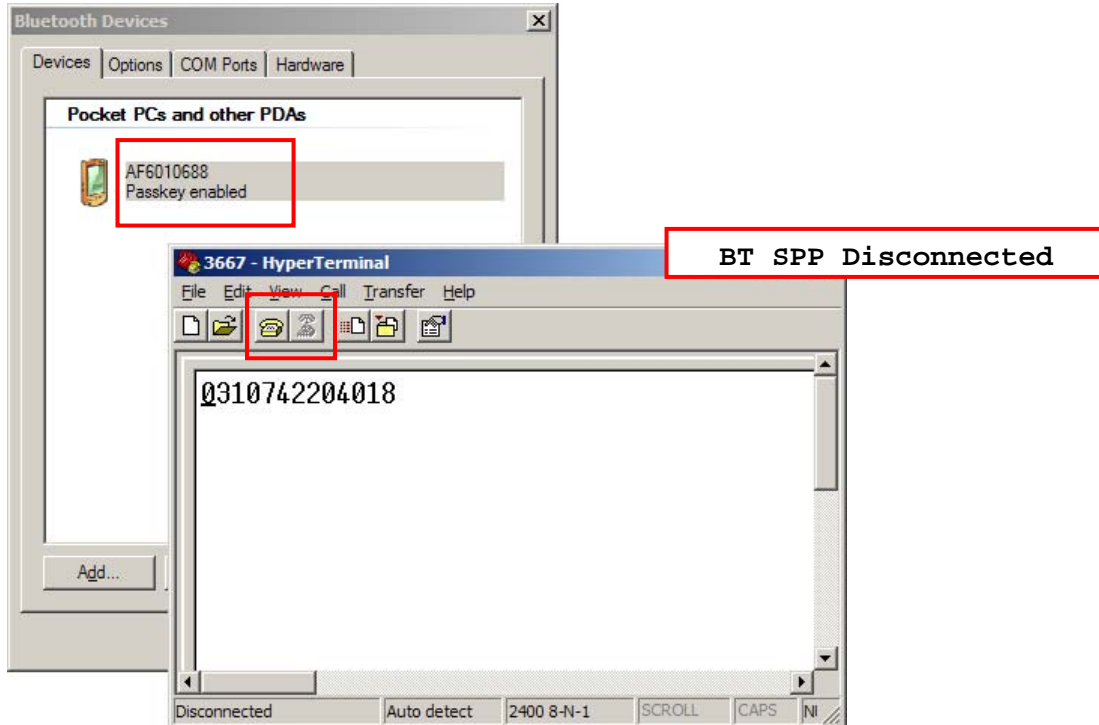 Bluetooth Devices
Devices Options COM Ports Hardware
Pocket PCs and other PDAs
AF6010688
Passkey enabled
BT SPP Disconnected
3667 - HyperTerminal
File Edit View Call Transfer Help
0310742204018
Add...
Disconnected Auto detect 2400 8-N-1 SCROLL CAPS